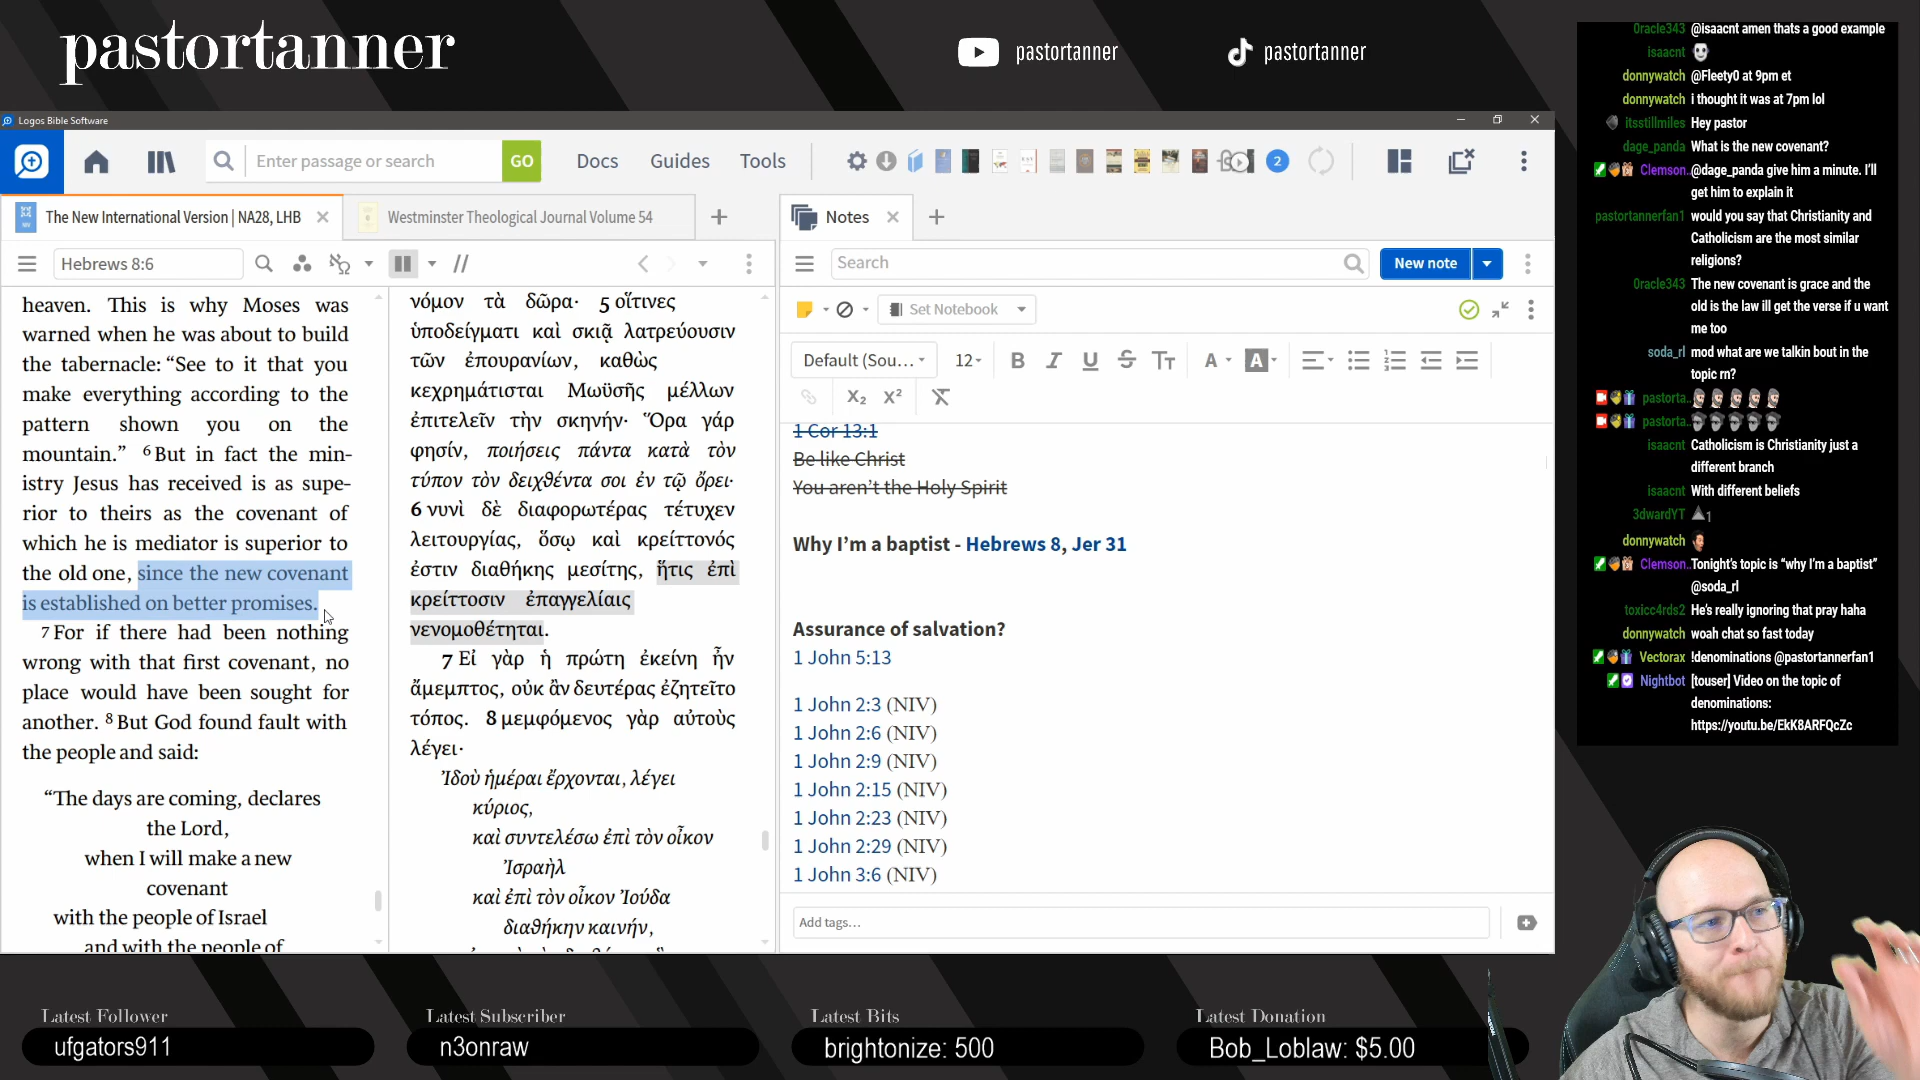 pastortanner
pastortanner
pastortanner
Logos Bible Software
Enter passage or search
GO
Docs
Guides
Tools
2
The New International Version | NA28, LHB
Westminster Theological Journal Volume 54
Hebrews 8:6
heaven. This is why Moses was
warned when he was about to build
the tabernacle: “See to it that you
make everything according to the
pattern shown you on the
mountain.” 6 But in fact the min-
istry Jesus has received is as supe-
rior to theirs as the covenant of
which he is mediator is superior to
the old one, since the new covenant
is established on better promises.
7 For if there had been nothing
wrong with that first covenant, no
place would have been sought for
another. 8 But God found fault with
the people and said:
“The days are coming, declares
the Lord,
when I will make a new
covenant
with the people of Israel
and with the people of
νόμον τὰ δῶρα· 5 οἵτινες
ὑποδείγματι καὶ σκιᾷ λατρεύουσιν
τῶν ἐπουρανίων, καθὼς
κεχρημάτισται Μωϋσῆς μέλλων
ἐπιτελεῖν τὴν σκηνήν· Ὅρα γάρ
φησίν, ποιήσεις πάντα κατὰ τὸν
τύπον τὸν δειχθέντα σοι ἐν τῷ ὄρει·
6 νυνὶ δὲ διαφορωτέρας τέτυχεν
λειτουργίας, ὅσῳ καὶ κρείττονός
ἐστιν διαθήκης μεσίτης, ἥτις ἐπὶ
κρείττοσιν ἐπαγγελίαις
νενομοθέτηται.
7 Εἰ γὰρ ἡ πρώτη ἐκείνη ἦν
ἄμεμπτος, οὐκ ἂν δευτέρας ἐζητεῖτο
τόπος. 8 μεμφόμενος γὰρ αὐτοὺς
λέγει·
Ἰδοὺ ἡμέραι ἔρχονται, λέγει
κύριος,
καὶ συντελέσω ἐπὶ τὸν οἶκον
Ἰσραὴλ
καὶ ἐπὶ τὸν οἶκον Ἰούδα
διαθήκην καινήν,
Notes
Search
New note
Set Notebook
Default (Sou...
12
B I U S TT A A
X₂ X²
1 Cor 13:1
Be like Christ
You aren’t the Holy Spirit
Why I’m a baptist - Hebrews 8, Jer 31
Assurance of salvation?
1 John 5:13
1 John 2:3 (NIV)
1 John 2:6 (NIV)
1 John 2:9 (NIV)
1 John 2:15 (NIV)
1 John 2:23 (NIV)
1 John 2:29 (NIV)
1 John 3:6 (NIV)
Add tags...
0racle343 @isaacnt amen thats a good example
isaacnt
donnywatch @Fleety0 at 9pm et
donnywatch i thought it was at 7pm lol
itsstillmiles Hey pastor
dage_panda What is the new covenant?
Clemson.. @dage_panda give him a minute. I’ll
get him to explain it
pastortannerfan1 would you say that Christianity and
Catholicism are the most similar
religions?
0racle343 The new covenant is grace and the
old is the law ill get the verse if u want
me too
soda_rl mod what are we talkin bout in the
topic rn?
pastorta..
pastorta..
isaacnt Catholicism is Christianity just a
different branch
isaacnt With different beliefs
3dwardYT 1
donnywatch
Clemson.. Tonight’s topic is “why I’m a baptist”
@soda_rl
toxicc4rds2 He’s really ignoring that pray haha
donnywatch woah chat so fast today
Vectorax !denominations @pastortannerfan1
Nightbot [touser] Video on the topic of
denominations:
https://youtu.be/EkK8ARFQcZc
Latest Follower
ufgators911
Latest Subscriber
n3onraw
Latest Bits
brightonize: 500
Latest Donation
Bob_Loblaw: $5.00